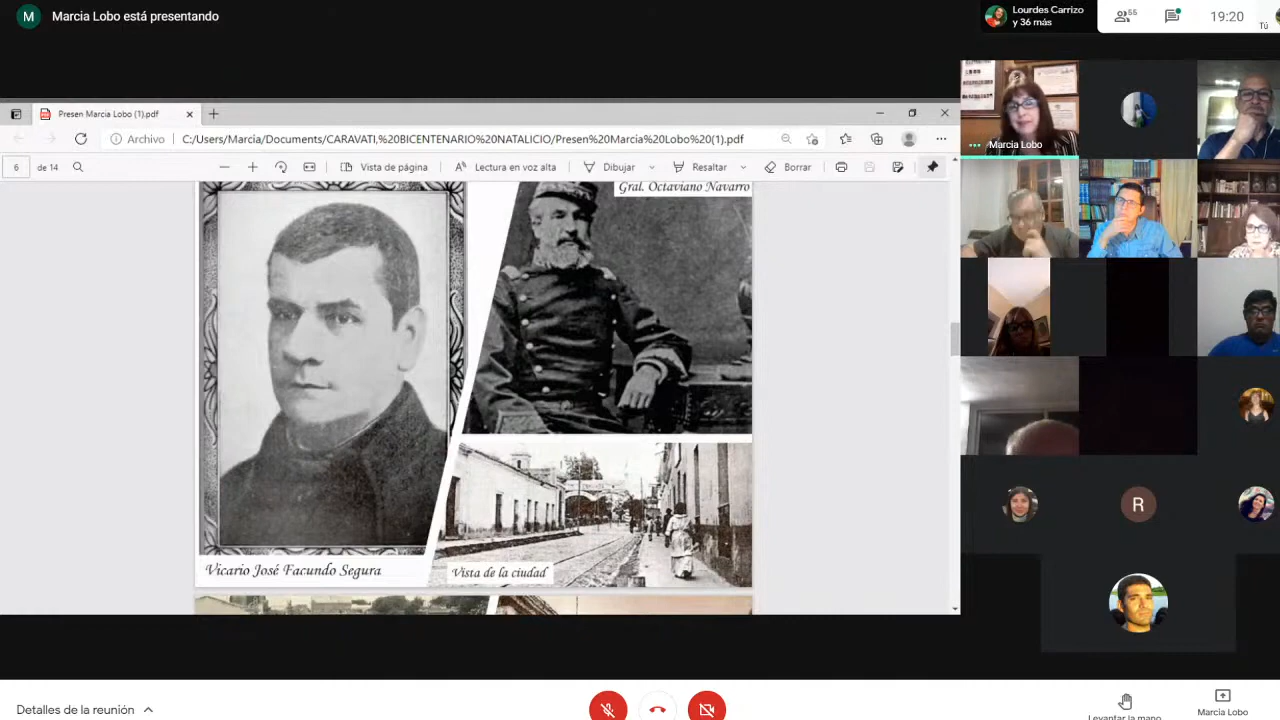 M Marcia Lobo está presentando
Lourdes Carrizo
y 36 más
55
19:20
Tú
Presen Marcia Lobo (1).pdf
Archivo
C:/Users/Marcia/Documents/CARAVATI,%20BICENTENARIO%20NATALICIO/Presen%20Marcia%20Lobo%20(1).pdf
6 de 14
Vista de página
Lectura en voz alta
Dibujar
Resaltar
Borrar
Gral. Octaviano Navarro
Vicario José Facundo Segura
Vista de la ciudad
Marcia Lobo
R
Detalles de la reunión
Levantar la mano
Marcia Lobo